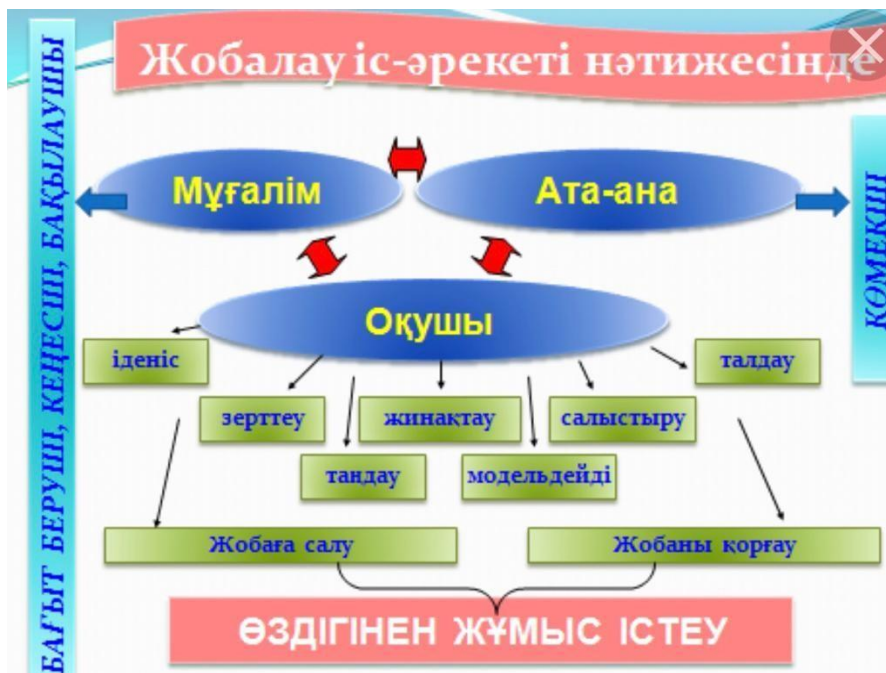 Жобалау іс-әрекеті нәтижесінде
БАҒЫТ БЕРУШІ, КЕҢЕСШІ, БАҚЫЛАУШЫ
Мұғалім
Ата-ана
КӨМЕКШІ
Оқушы
іденіс
талдау
зерттеу
жинақтау
салыстыру
таңдау
модельдейді
Жобаға салу
Жобаны қорғау
ӨЗДІГІНЕН ЖҰМЫС ІСТЕУ